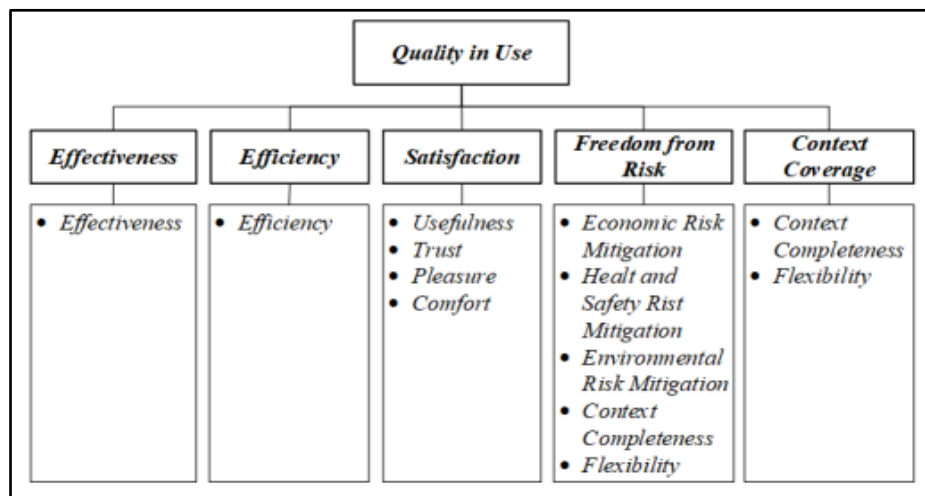 Quality in Use
Effectiveness
Efficiency
Satisfaction
Freedom from
Risk
Context
Coverage
• Effectiveness
• Efficiency
• Usefulness
• Trust
• Pleasure
• Comfort
• Economic Risk
Mitigation
• Healt and
Safety Rist
Mitigation
• Environmental
Risk Mitigation
• Context
Completeness
• Flexibility
• Context
Completeness
• Flexibility